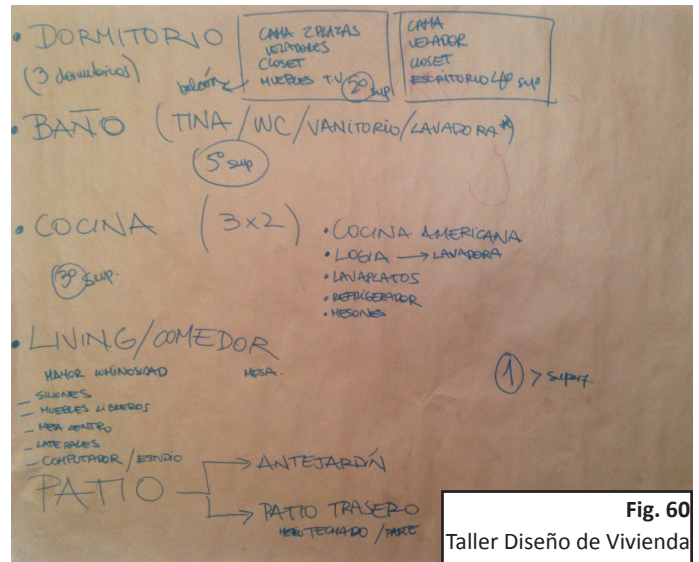 • DORMITORIO
(3 dormitorios)
balcón
CAMA 2 PLAZAS
VELADORES
CLOSET
MUEBLES T.V 2º sup
CAMA
VELADOR
CLOSET
ESCRITORIO 4º sup
• BAÑO (TINA/WC/VANITORIO/LAVADORA*)
5º sup
• COCINA (3x2)
3º sup.
• COCINA AMERICANA
• LOGIA → LAVADORA
• LAVAPLATOS
• REFRIGERADOR
• MESONES
• LIVING/COMEDOR
MAYOR LUMINOSIDAD MESA.
– SILLONES
– MUEBLES LIBREROS
– MESA CENTRO
– LATERALES
– COMPUTADOR/ESTUDIO
1 > superf.
PATIO → ANTEJARDÍN
→ PATIO TRASERO
TECHADO / PARTE
Fig. 60
Taller Diseño de Vivienda